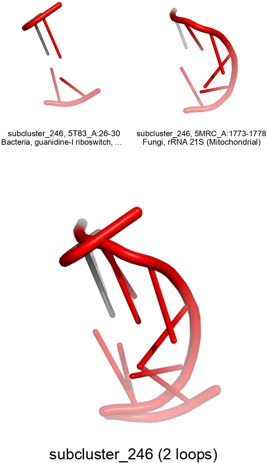 subcluster_246, 5T83_A:26-30
Bacteria, guanidine-I riboswitch, ...
subcluster_246, 5MRC_A:1773-1778
Fungi, rRNA 21S (Mitochondrial)
subcluster_246 (2 loops)